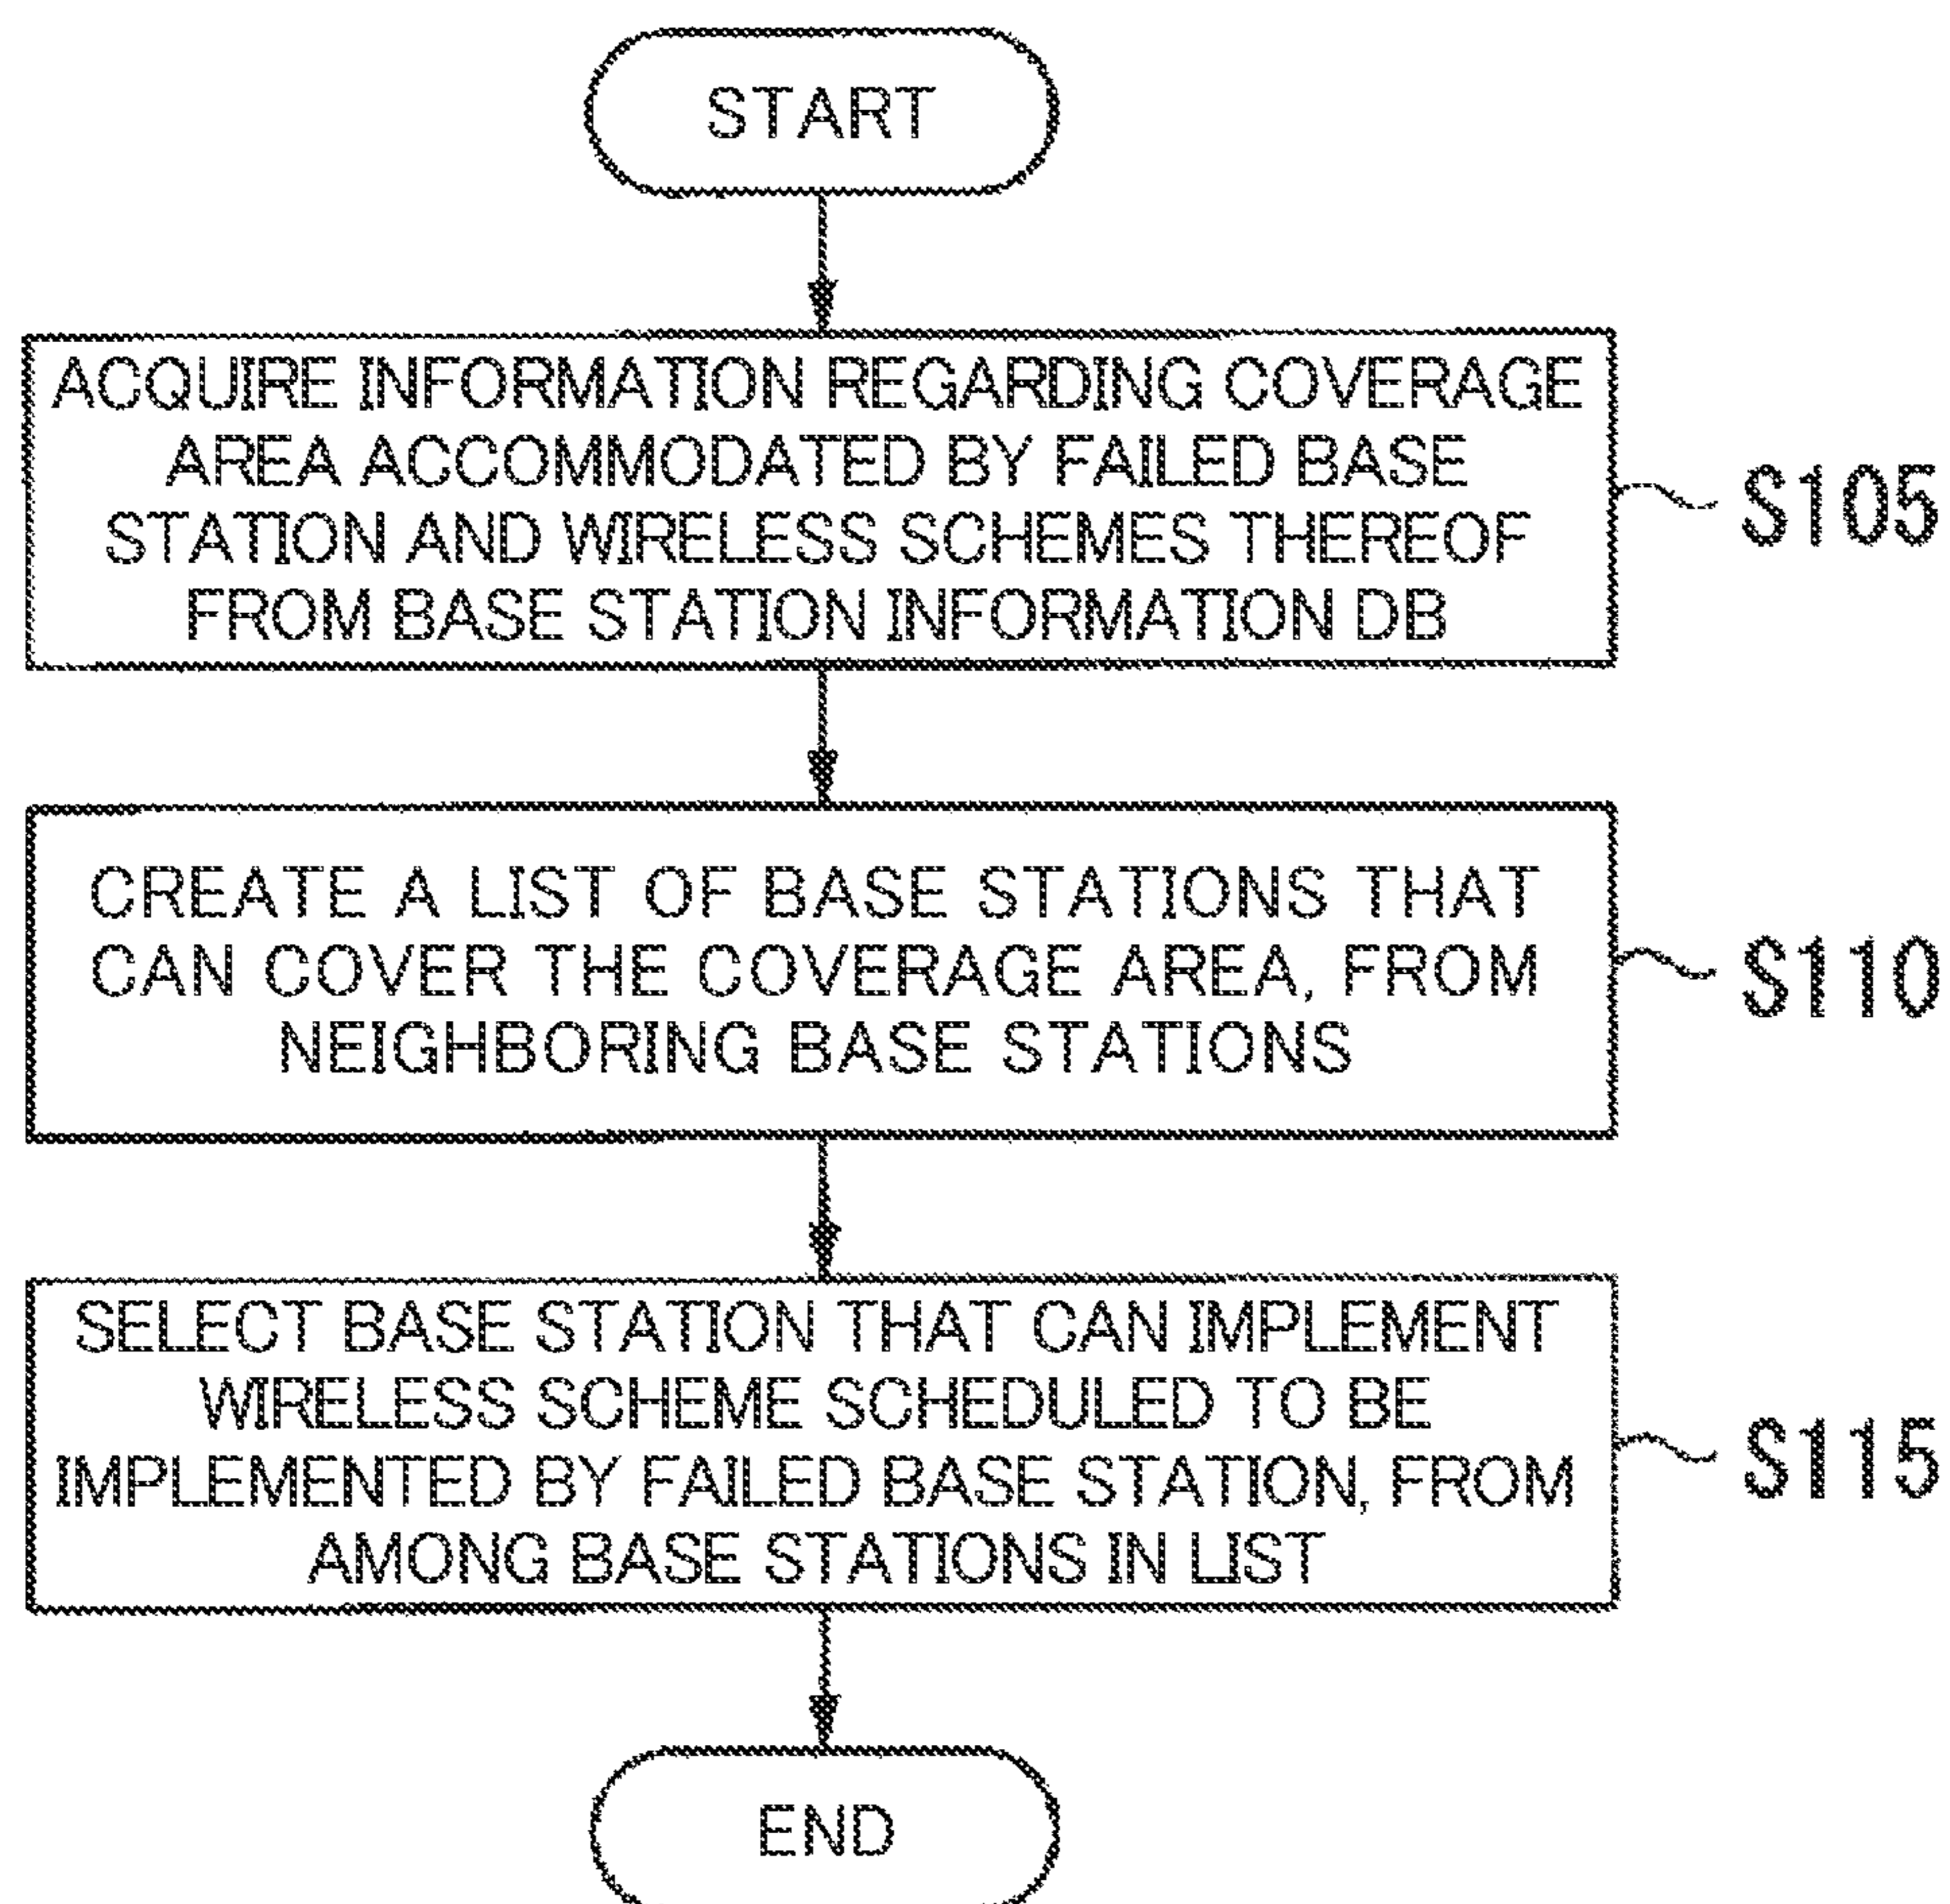 START
ACQUIRE INFORMATION REGARDING COVERAGE
AREA ACCOMMODATED BY FAILED BASE
STATION AND WIRELESS SCHEMES THEREOF
FROM BASE STATION INFORMATION DB
S105
CREATE A LIST OF BASE STATIONS THAT
CAN COVER THE COVERAGE AREA, FROM
NEIGHBORING BASE STATIONS
S110
SELECT BASE STATION THAT CAN IMPLEMENT
WIRELESS SCHEME SCHEDULED TO BE
IMPLEMENTED BY FAILED BASE STATION, FROM
AMONG BASE STATIONS IN LIST
S115
END